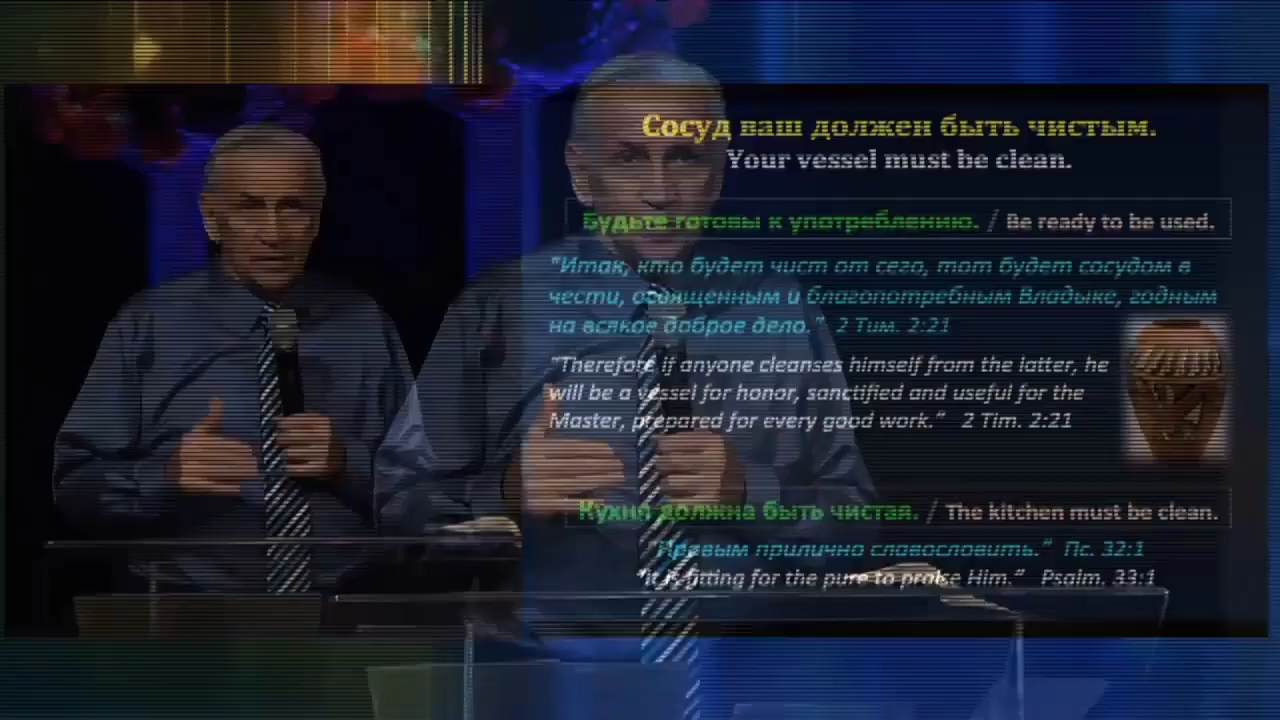 Сосуд ваш должен быть чистым.
Your vessel must be clean.
Будьте готовы к употреблению. / Be ready to be used.
"Итак, кто будет чист от сего, тот будет сосудом в
чести, освященным и благопотребным Владыке, годным
на всякое доброе дело." 2 Тим. 2:21
"Therefore if anyone cleanses himself from the latter, he
will be a vessel for honor, sanctified and useful for the
Master, prepared for every good work." 2 Tim. 2:21
Кухня должна быть чистая. / The kitchen must be clean.
"Правым прилично славословить." Пс. 32:1
"It is fitting for the pure to praise Him." Psalm. 33:1